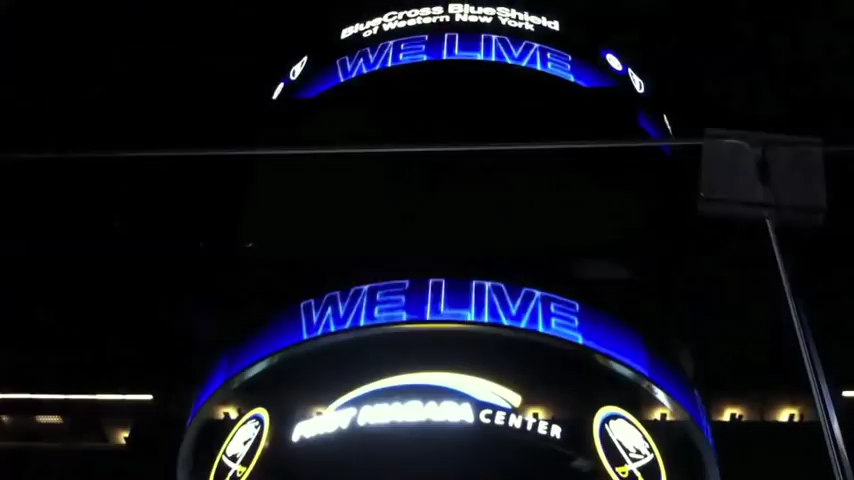 BlueCross BlueShield
of Western New York
WE LIVE
WE LIVE
FIRST NIAGARA CENTER